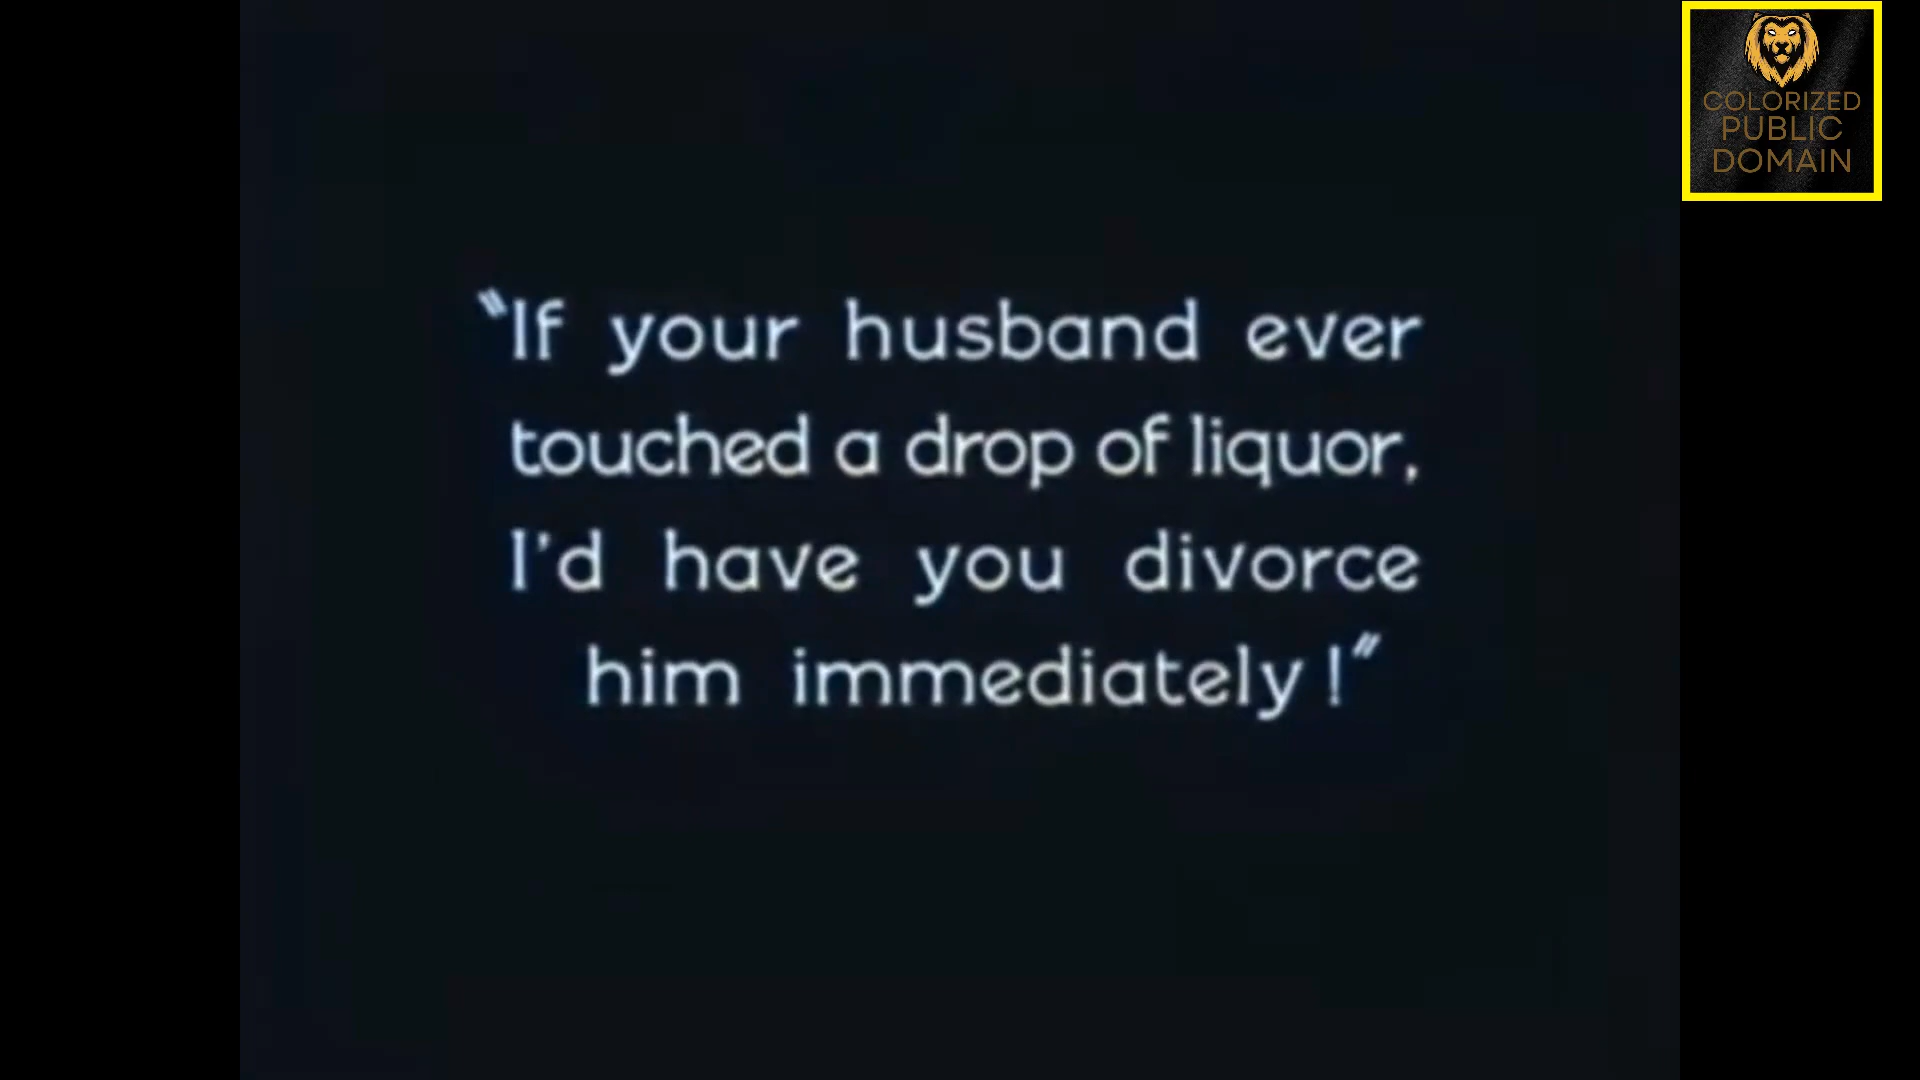 "If your husband ever
touched a drop of liquor,
I'd have you divorce
him immediately!"
COLORIZED
PUBLIC
DOMAIN